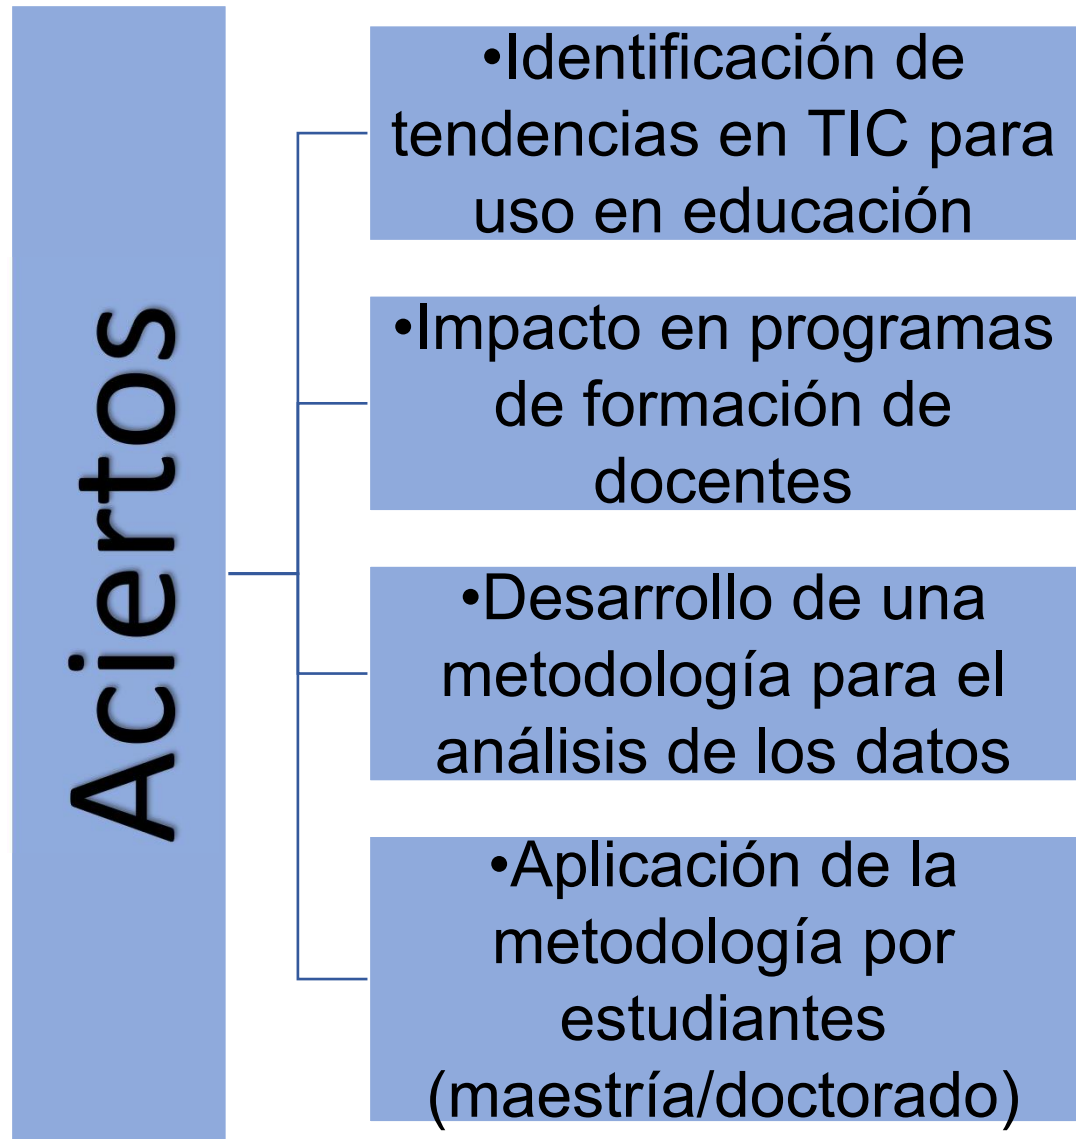 Aciertos
•Identificación de
tendencias en TIC para
uso en educación
•Impacto en programas
de formación de
docentes
•Desarrollo de una
metodología para el
análisis de los datos
•Aplicación de la
metodología por
estudiantes
(maestría/doctorado)